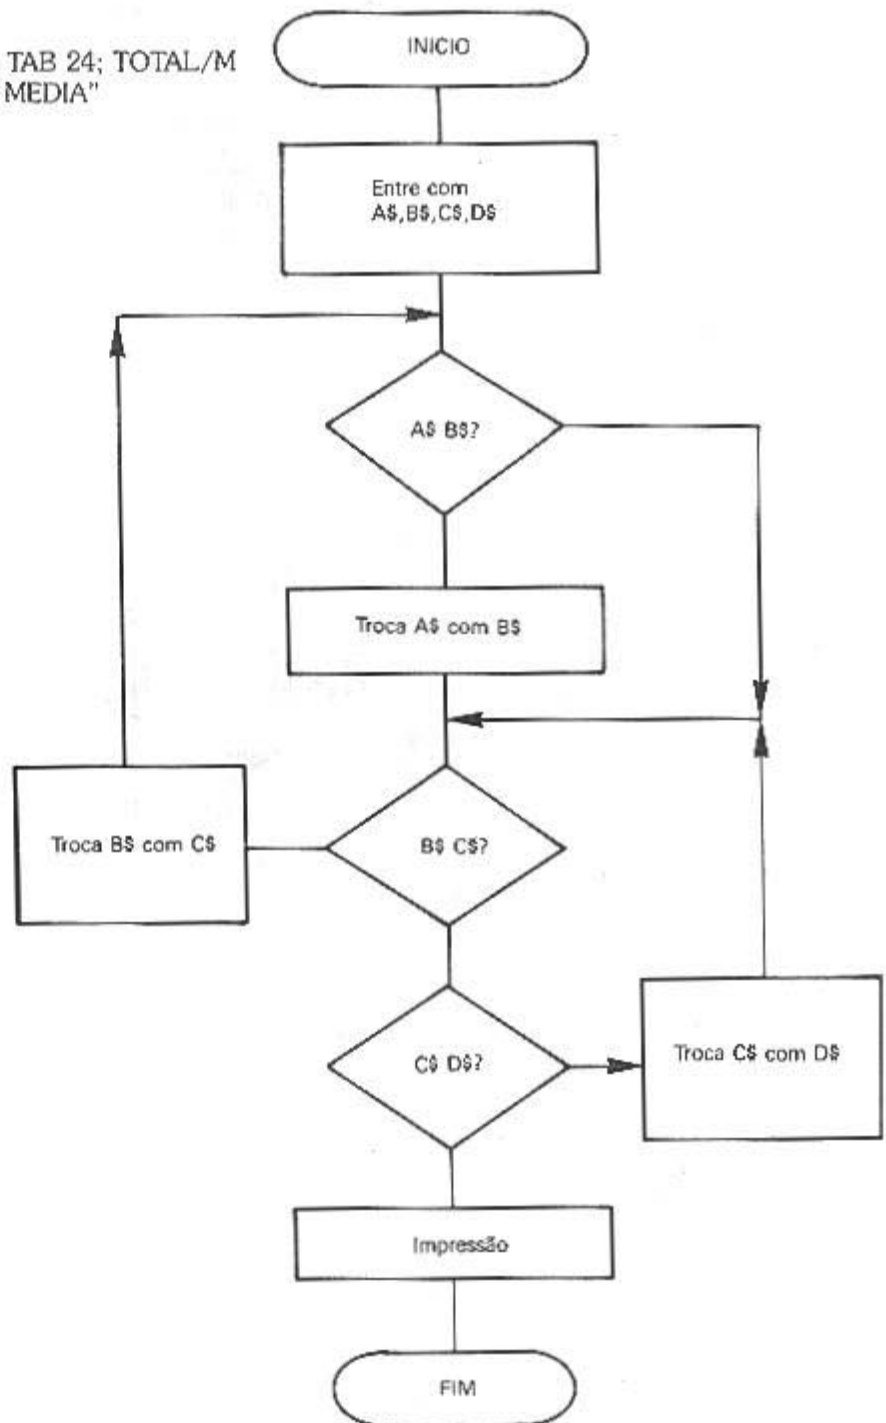 TAB 24; TOTAL/M
MEDIA"
INICIO
Entre com
A$,B$,C$,D$
A$ B$?
Troca A$ com B$
Troca B$ com C$
B$ C$?
C$ D$?
Troca C$ com D$
Impressão
FIM